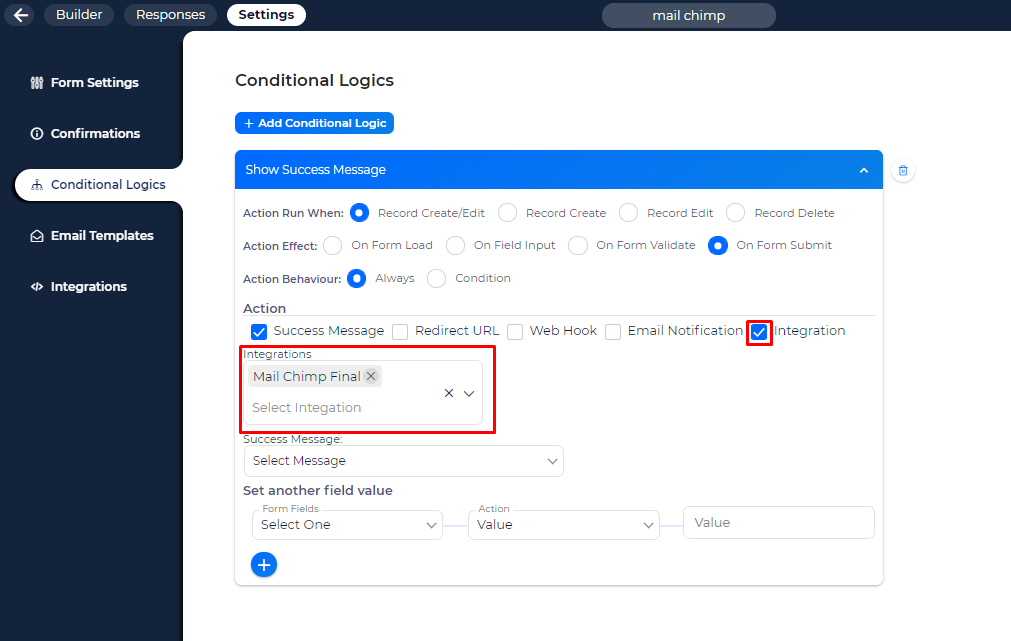 Builder Responses Settings mail chimp
Form Settings
Confirmations
Conditional Logics
Email Templates
Integrations
Conditional Logics
+ Add Conditional Logic
Show Success Message
Action Run When: Record Create/Edit Record Create Record Edit Record Delete
Action Effect: On Form Load On Field Input On Form Validate On Form Submit
Action Behaviour: Always Condition
Action
Success Message Redirect URL Web Hook Email Notification Integration
Integrations
Mail Chimp Final
Select Integation
Success Message:
Select Message
Set another field value
Form Fields Action
Select One Value Value